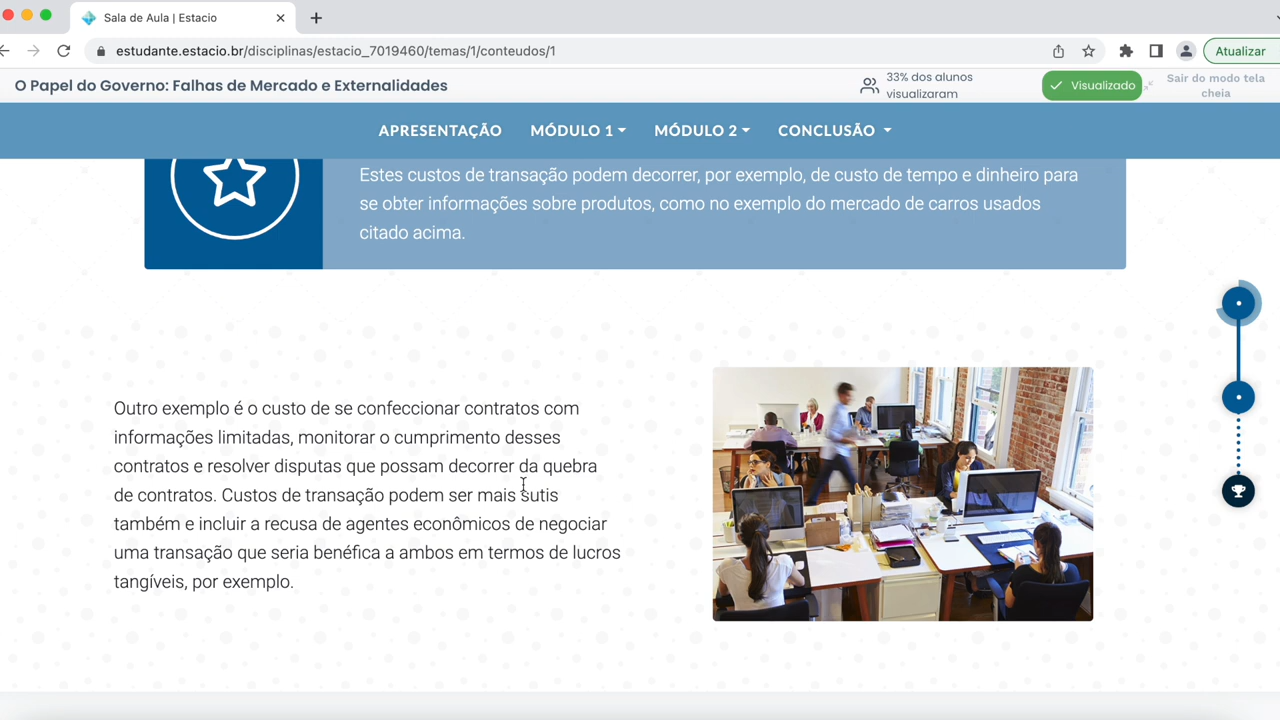 Sala de Aula | Estacio
estudante.estacio.br/disciplinas/estacio_7019460/temas/1/conteudos/1
Atualizar
O Papel do Governo: Falhas de Mercado e Externalidades
33% dos alunos
visualizaram
Visualizado
Sair do modo tela
cheia
APRESENTAÇÃO
MÓDULO 1
MÓDULO 2
CONCLUSÃO
Estes custos de transação podem decorrer, por exemplo, de custo de tempo e dinheiro para
se obter informações sobre produtos, como no exemplo do mercado de carros usados
citado acima.
Outro exemplo é o custo de se confeccionar contratos com
informações limitadas, monitorar o cumprimento desses
contratos e resolver disputas que possam decorrer da quebra
de contratos. Custos de transação podem ser mais sutis
também e incluir a recusa de agentes econômicos de negociar
uma transação que seria benéfica a ambos em termos de lucros
tangíveis, por exemplo.